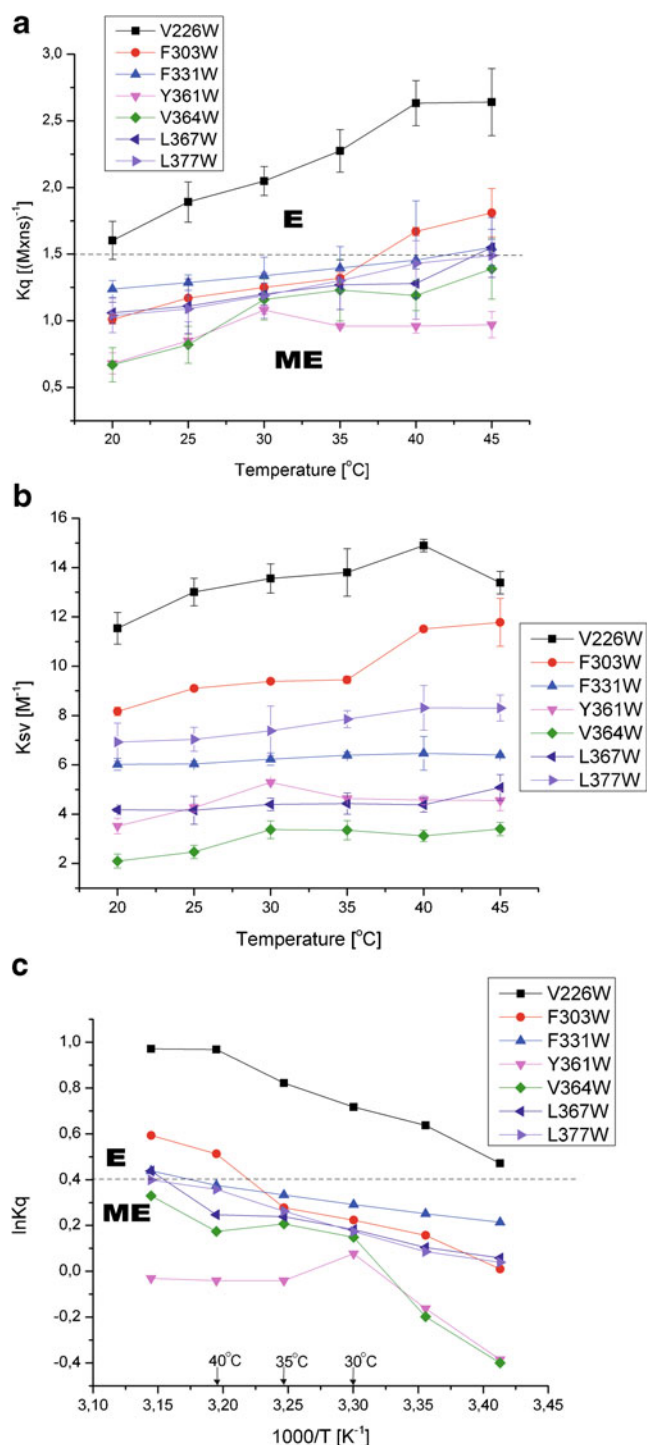 a
V226W
F303W
F331W
Y361W
V364W
L367W
L377W
3,0
2,5
2,0
1,5
1,0
0,5
Kq [(Mxns)⁻¹]
E
ME
20 25 30 35 40 45
Temperature [°C]
b
16
14
12
10
8
6
4
2
Ksv [M⁻¹]
V226W
F303W
F331W
Y361W
V364W
L367W
L377W
20 25 30 35 40 45
Temperature [°C]
c
V226W
F303W
F331W
Y361W
V364W
L367W
L377W
1,0
0,8
0,6
0,4
0,2
0,0
-0,2
-0,4
lnKq
E
ME
40°C 35°C 30°C
3,10 3,15 3,20 3,25 3,30 3,35 3,40 3,45
1000/T [K⁻¹]